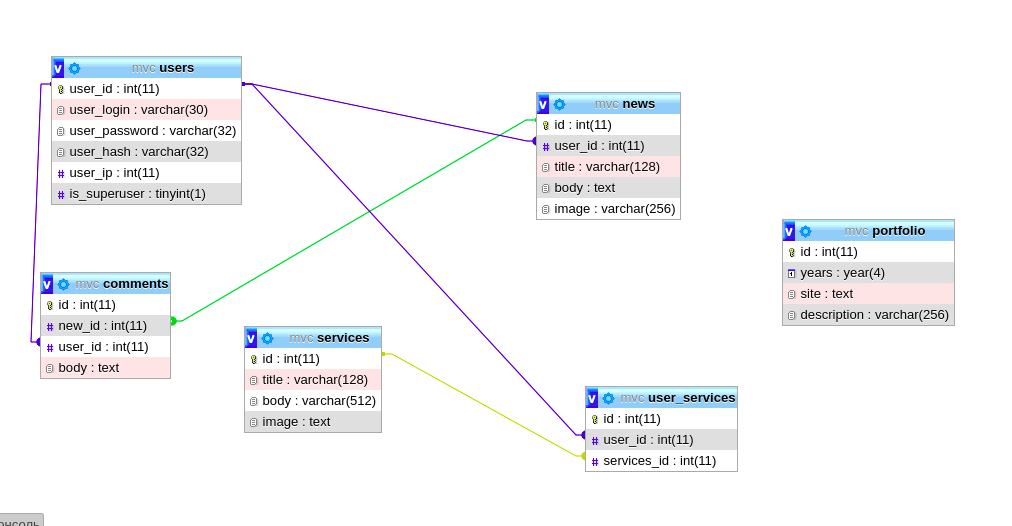 v mvc users
user_id : int(11)
user_login : varchar(30)
user_password : varchar(32)
user_hash : varchar(32)
# user_ip : int(11)
# is_superuser : tinyint(1)
v mvc news
id : int(11)
# user_id : int(11)
title : varchar(128)
body : text
image : varchar(256)
v mvc portfolio
id : int(11)
years : year(4)
site : text
description : varchar(256)
v mvc comments
id : int(11)
# new_id : int(11)
# user_id : int(11)
body : text
v mvc services
id : int(11)
title : varchar(128)
body : varchar(512)
image : text
v mvc user_services
id : int(11)
# user_id : int(11)
# services_id : int(11)
онсоль